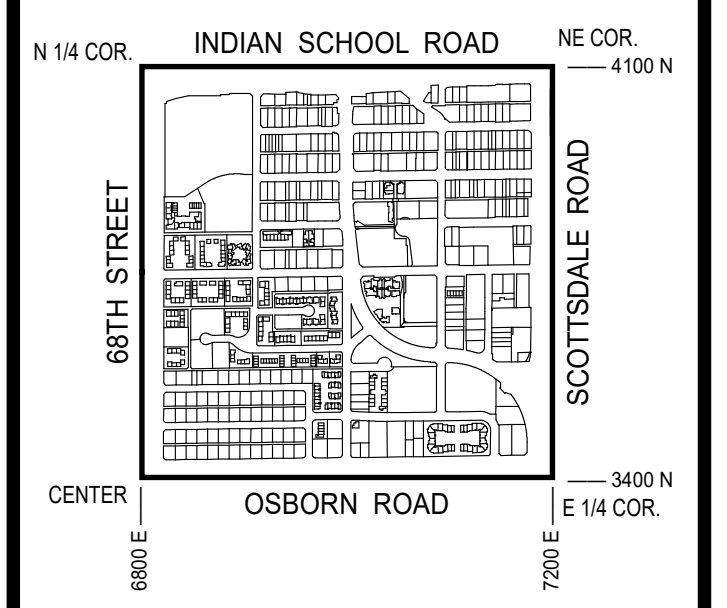 INDIAN SCHOOL ROAD
N 1/4 COR.
NE COR.
4100 N
68TH STREET
SCOTTSDALE ROAD
3400 N
CENTER
OSBORN ROAD
E 1/4 COR.
6800 E
7200 E